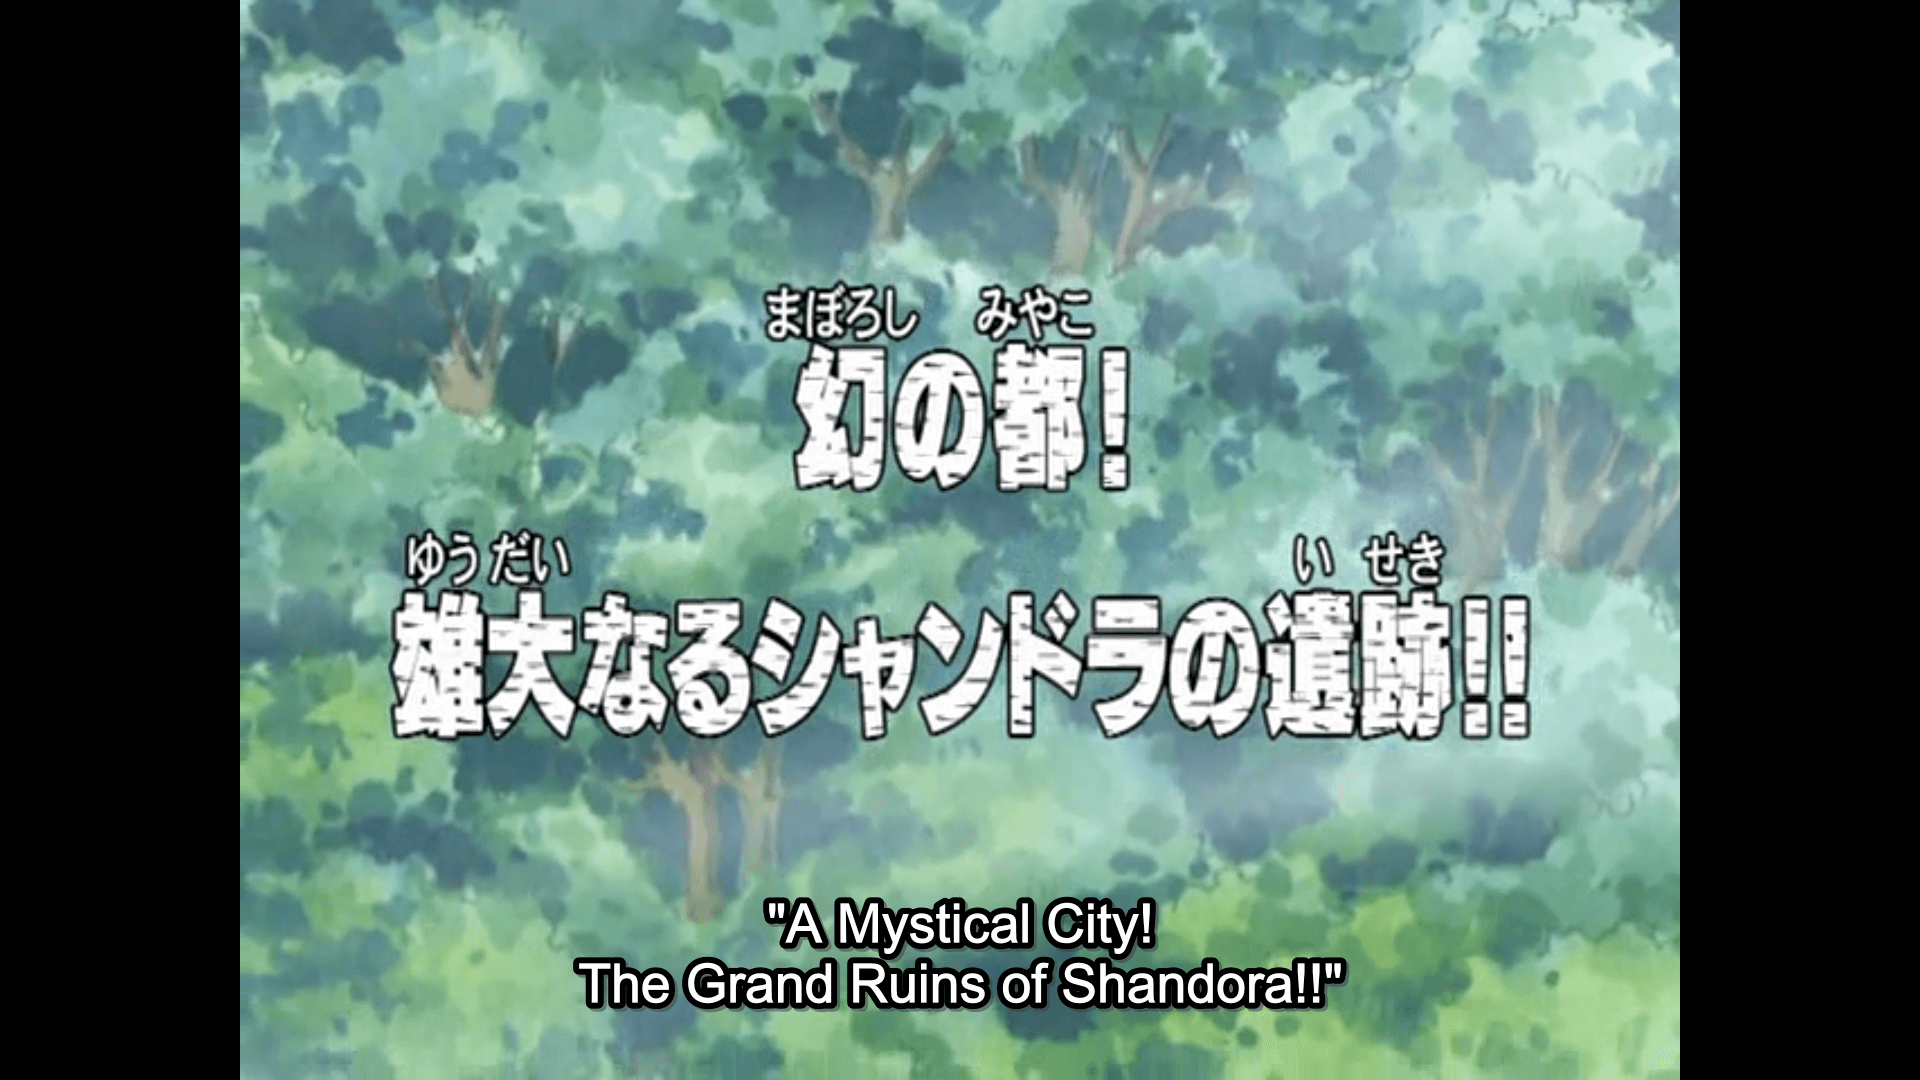 まぼろし みやこ
幻の都!
ゆうだい いせき
雄大なるシャンドラの遺跡!!
"A Mystical City!
The Grand Ruins of Shandora!!"